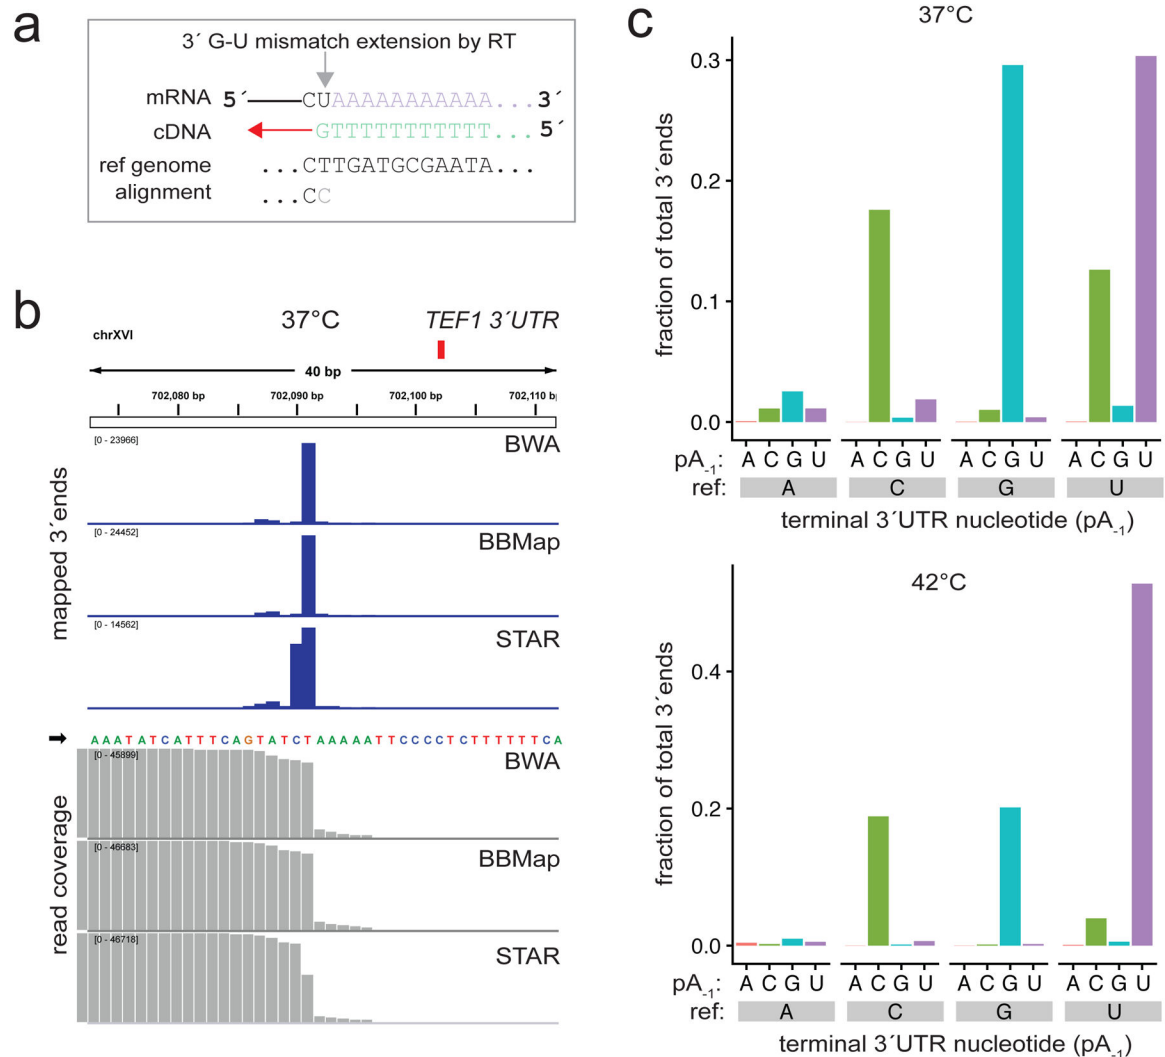 a
3´ G-U mismatch extension by RT
mRNA 5´ CUAAAAAAAAAAA... 3´
cDNA GTTTTTTTTTTT... 5´
ref genome ...CTTGATGCGAATA...
alignment ...CC
b
37°C TEF1 3´UTR
chrXVI
40 bp
702,080 bp 702,090 bp 702,100 bp 702,110 bp
mapped 3´ends
[0 - 23966] BWA
[0 - 24452] BBMap
[0 - 14562] STAR
AAATATCATTTCAGTATCTAAAAATTCCCCTCTTTTTTCA
read coverage
[0 - 45899] BWA
[0 - 46683] BBMap
[0 - 46718] STAR
c
37°C
fraction of total 3´ends
0.3
0.2
0.1
0.0
pA-1: A C G U A C G U A C G U A C G U
ref: A C G U
terminal 3´UTR nucleotide (pA-1)
42°C
fraction of total 3´ends
0.4
0.2
0.0
pA-1: A C G U A C G U A C G U A C G U
ref: A C G U
terminal 3´UTR nucleotide (pA-1)